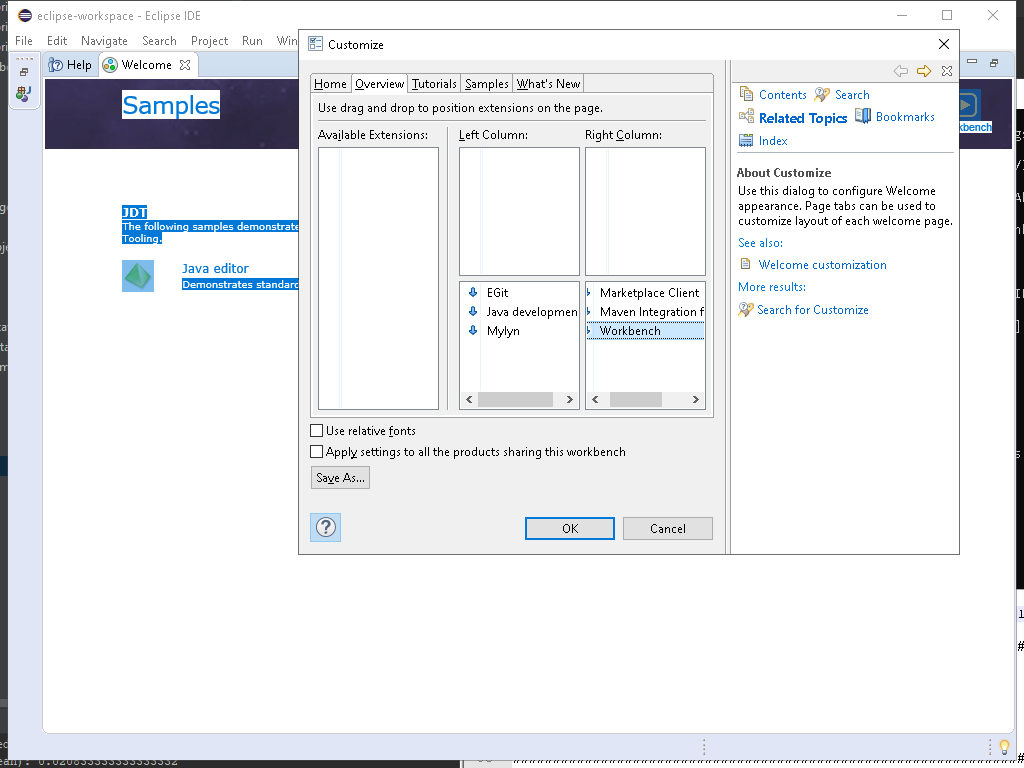 eclipse-workspace - Eclipse IDE
File Edit Navigate Search Project Run Win
Help Welcome
Samples
JDT
The following samples demonstrate
Tooling.
Java editor
Demonstrates standard
Customize
Home Overview Tutorials Samples What's New
Use drag and drop to position extensions on the page.
Available Extensions: Left Column: Right Column:
EGit
Java developmen
Mylyn
Marketplace Client
Maven Integration f
Workbench
Use relative fonts
Apply settings to all the products sharing this workbench
Save As...
OK Cancel
Contents Search
Related Topics Bookmarks
Index
About Customize
Use this dialog to configure Welcome
appearance. Page tabs can be used to
customize layout of each welcome page.
See also:
Welcome customization
More results:
Search for Customize
kbench